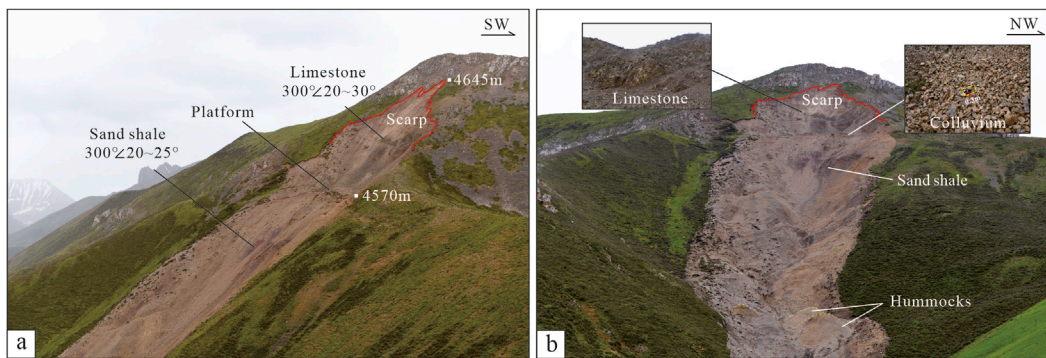 SW
4645m
Limestone
300°∠20~30°
Platform
Scarp
Sand shale
300°∠20~25°
4570m
a
NW
Limestone
Scarp
Colluvium
Sand shale
Hummocks
b